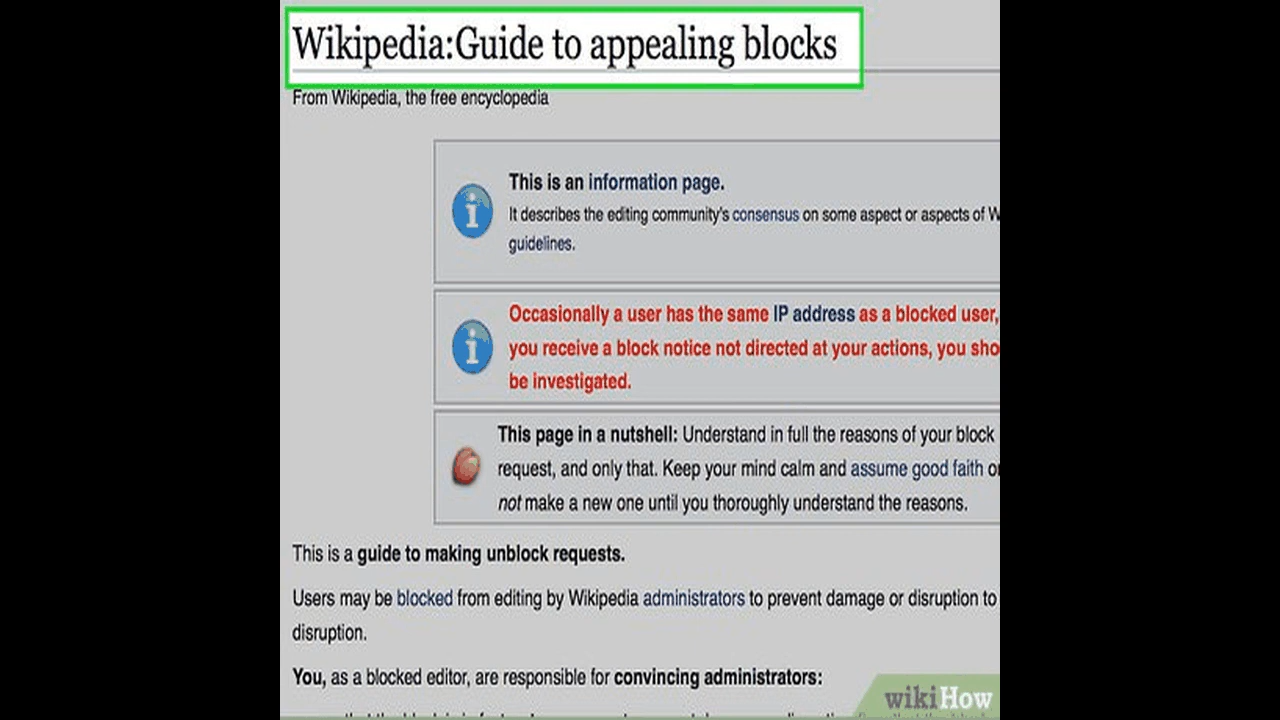 Wikipedia:Guide to appealing blocks
From Wikipedia, the free encyclopedia
This is an information page.
It describes the editing community's consensus on some aspect or aspects of W
guidelines.
Occasionally a user has the same IP address as a blocked user,
you receive a block notice not directed at your actions, you sho
be investigated.
This page in a nutshell: Understand in full the reasons of your block
request, and only that. Keep your mind calm and assume good faith o
not make a new one until you thoroughly understand the reasons.
This is a guide to making unblock requests.
Users may be blocked from editing by Wikipedia administrators to prevent damage or disruption to
disruption.
You, as a blocked editor, are responsible for convincing administrators:
wikiHow